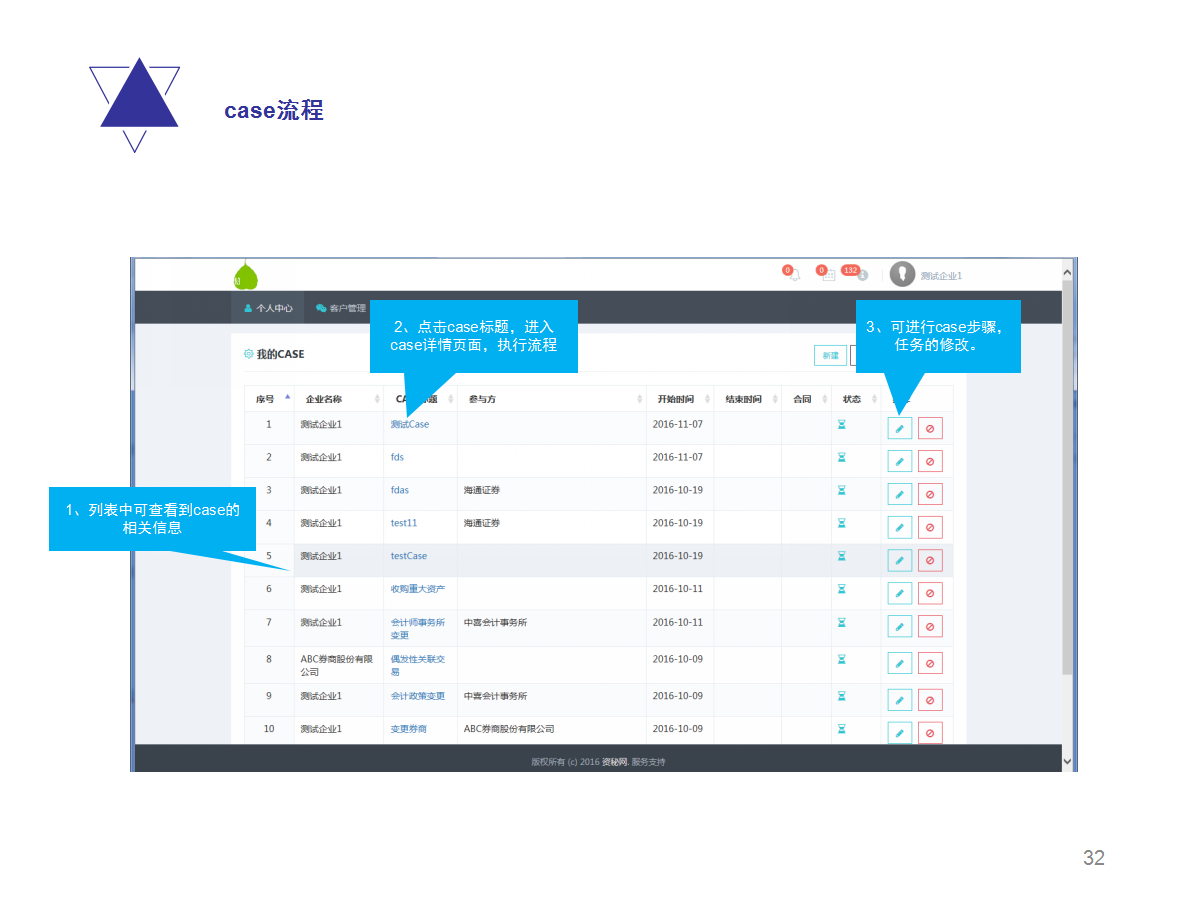 case流程
0
0
132
测试企业1
个人中心
客户管理
2、点击case标题，进入
case详情页面，执行流程
3、可进行case步骤，
任务的修改。
我的CASE
新建
序号 企业名称 参与方 开始时间 结束时间 合同 状态
1 测试企业1 测试Case 2016-11-07
2 测试企业1 fds 2016-11-07
3 测试企业1 fdas 海通证券 2016-10-19
1、列表中可查看到case的
相关信息
4 测试企业1 test11 海通证券 2016-10-19
5 测试企业1 testCase 2016-10-19
6 测试企业1 收购重大资产 2016-10-11
7 测试企业1 会计师事务所 中喜会计事务所 2016-10-11
变更
8 ABC券商股份有限 偶发性关联交 2016-10-09
公司 易
9 测试企业1 会计政策变更 中喜会计事务所 2016-10-09
10 测试企业1 变更券商 ABC券商股份有限公司 2016-10-09
版权所有 (c) 2016 资秘网. 服务支持
32